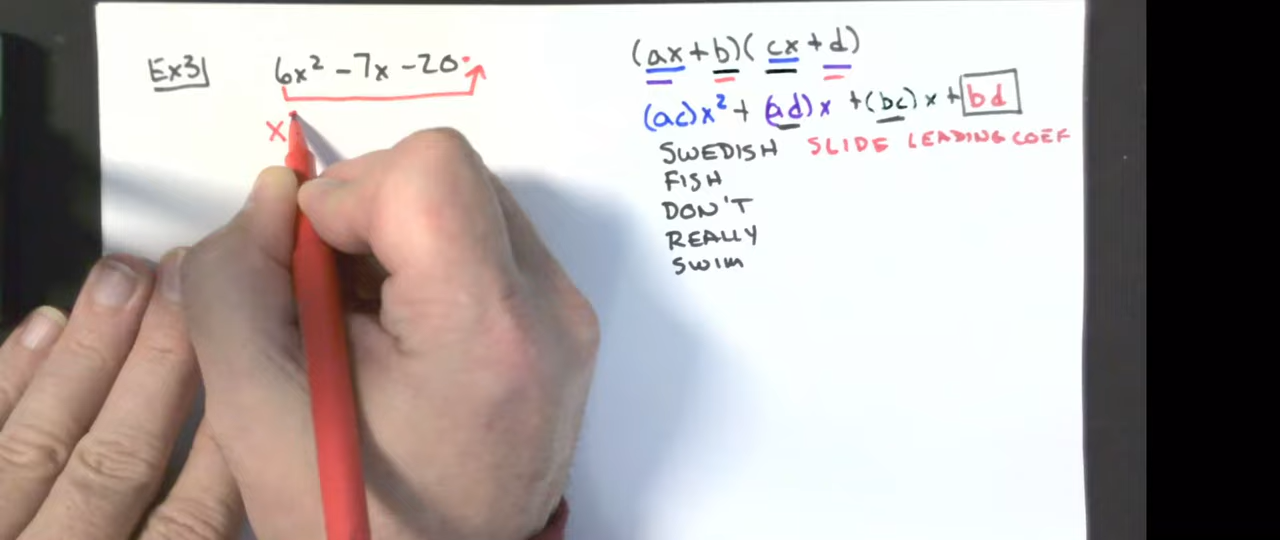 Ex3
6x² -7x -20·
x
(ax+b)(cx+d)
(ac)x² + (ad)x +(bc)x + bd
SWEDISH SLIDE LEADING COEF
FISH
DON'T
REALLY
SWIM